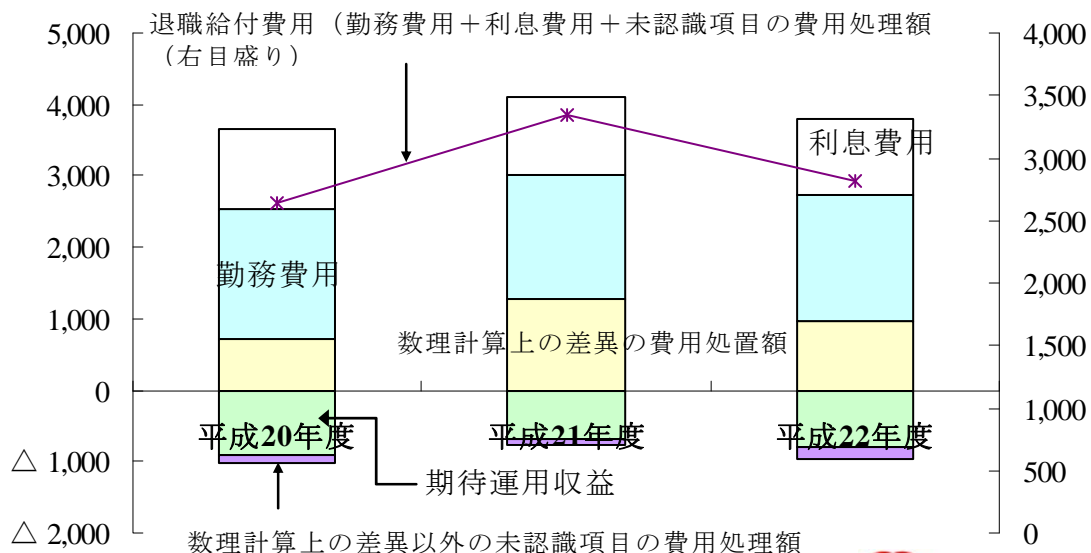 退職給付費用（勤務費用＋利息費用＋未認識項目の費用処理額
（右目盛り）
5,000
4,000
3,000
2,000
1,000
0
△ 1,000
△ 2,000
4,000
3,500
3,000
2,500
2,000
1,500
1,000
500
0
利息費用
勤務費用
数理計算上の差異の費用処置額
平成20年度
平成21年度
平成22年度
期待運用収益
数理計算上の差異以外の未認識項目の費用処理額